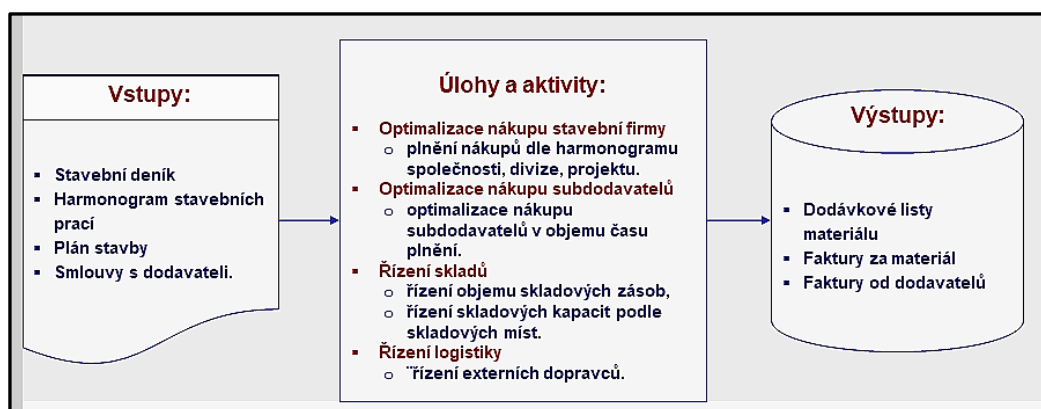 Vstupy:
▪ Stavební deník
▪ Harmonogram stavebních
prací
▪ Plán stavby
▪ Smlouvy s dodavateli.
Úlohy a aktivity:
▪ Optimalizace nákupu stavební firmy
o plnění nákupů dle harmonogramu
společnosti, divize, projektu.
▪ Optimalizace nákupu subdodavatelů
o optimalizace nákupu
subdodavatelů v objemu času
plnění.
▪ Řízení skladů
o řízení objemu skladových zásob,
o řízení skladových kapacit podle
skladových míst.
▪ Řízení logistiky
o ¨řízení externích dopravců.
Výstupy:
▪ Dodávkové listy
materiálu
▪ Faktury za materiál
▪ Faktury od dodavatelů